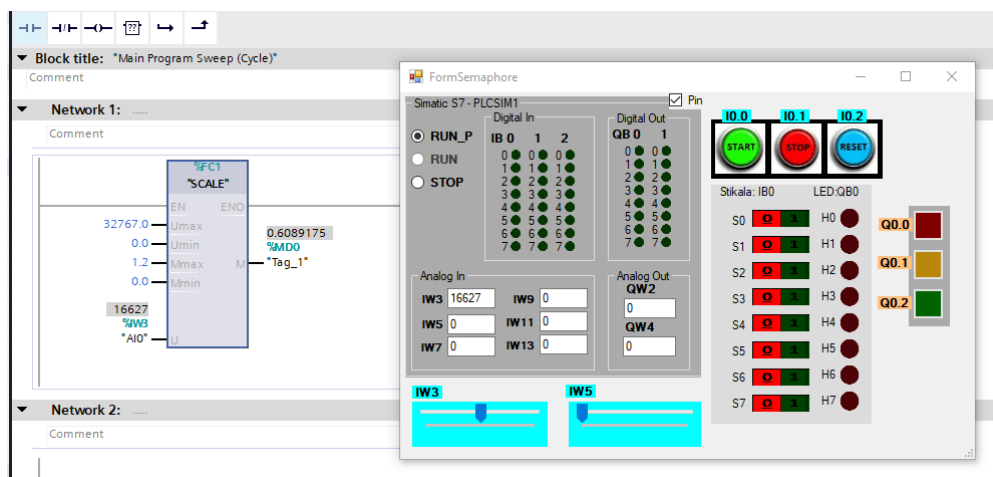 ??
Block title: "Main Program Sweep (Cycle)"
Comment
Network 1: .....
Comment
%FC1
"SCALE"
EN ENO
32767.0 Umax
0.0 Umin
1.2 Mmax
0.0 Mmin
0.6089175
%MD0
M "Tag_1"
16627
%IW3
"AI0" U
Network 2: .....
Comment
FormSemaphore
Simatic S7 - PLCSIM1
Pin
RUN_P
RUN
STOP
Digital In
IB 0 1 2
0 0 0
1 1 1
2 2 2
3 3 3
4 4 4
5 5 5
6 6 6
7 7 7
Digital Out
QB 0 1
0 0
1 1
2 2
3 3
4 4
5 5
6 6
7 7
Analog In
IW3 16627 IW9 0
IW5 0 IW11 0
IW7 0 IW13 0
Analog Out
QW2
0
QW4
0
IW3 IW5
I0.0 I0.1 I0.2
START STOP RESET
Stikala: IB0 LED:QB0
S0 0 1 H0
S1 0 1 H1
S2 0 1 H2
S3 0 1 H3
S4 0 1 H4
S5 0 1 H5
S6 0 1 H6
S7 0 1 H7
Q0.0
Q0.1
Q0.2